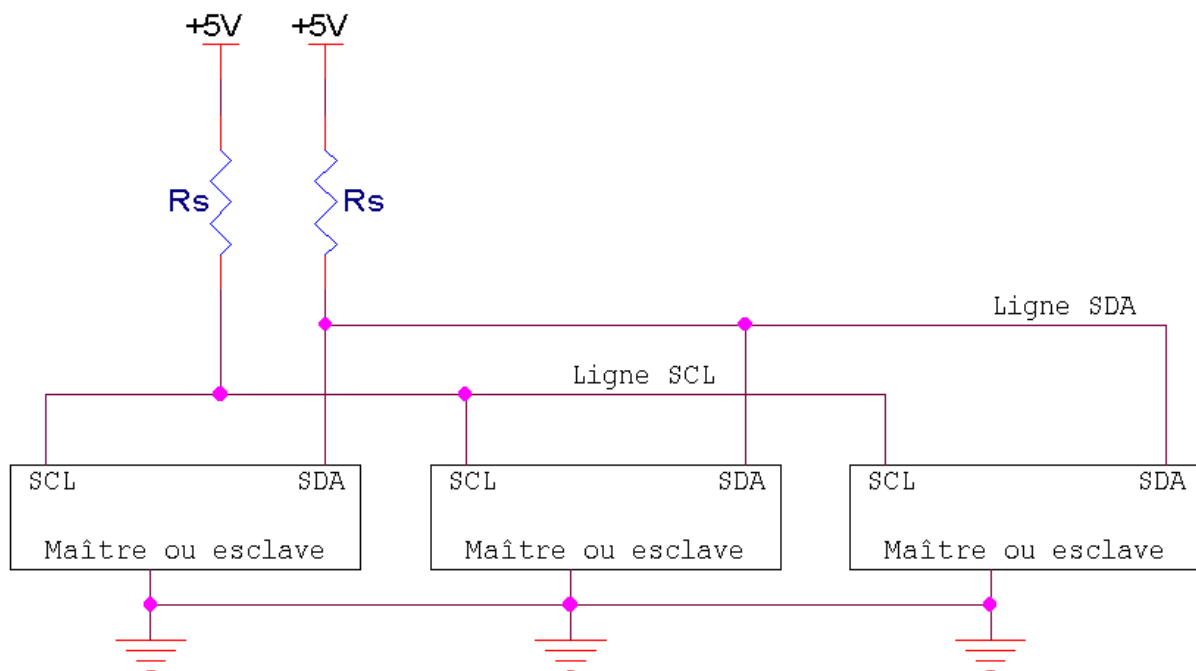 +5V +5V
Rs Rs
Ligne SDA
Ligne SCL
SCL SDA SCL SDA SCL SDA
Maître ou esclave Maître ou esclave Maître ou esclave